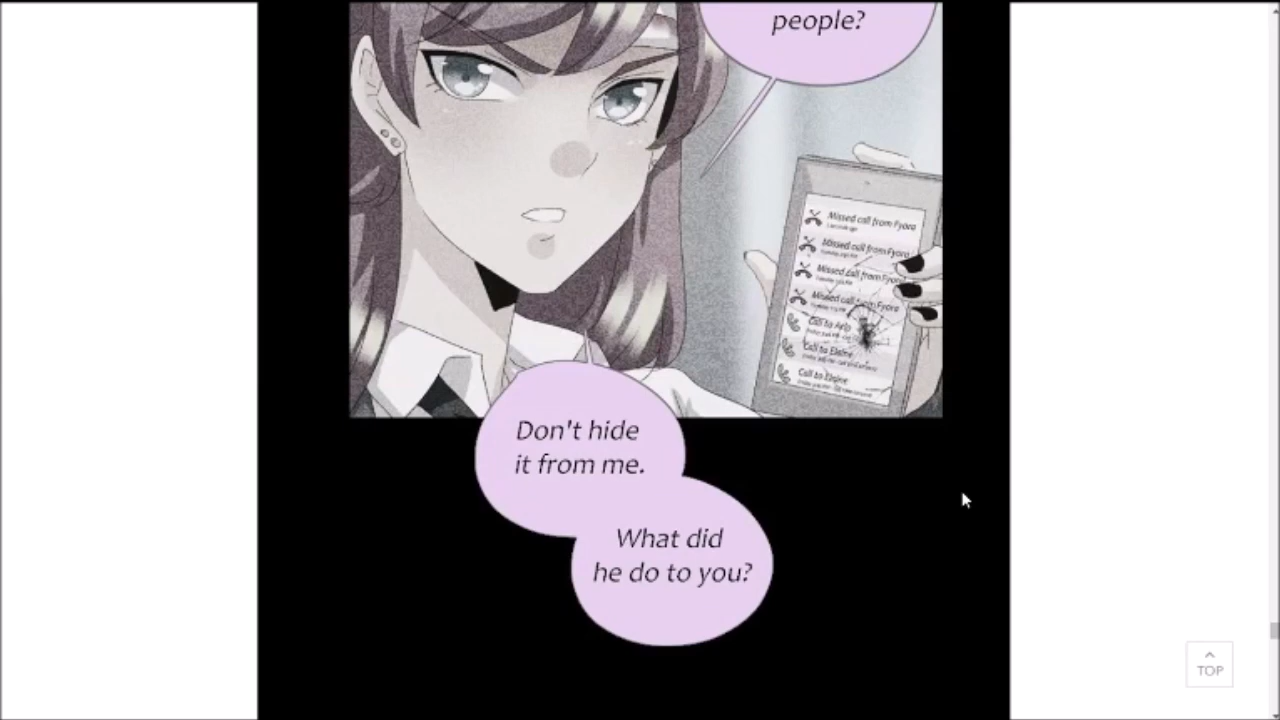 people?
Missed call from Fyora
Missed call from Fyora
Missed call from Fyora
Missed call from Fyora
Call to Arlo
Call to Elaine
Call to Elaine
Don't hide
it from me.
What did
he do to you?
TOP